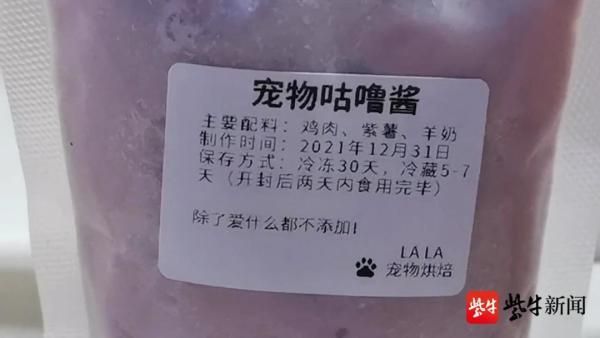 宠物咕噜酱
主要配料：鸡肉、紫薯、羊奶
制作时间：2021年12月31日
保存方式：冷冻30天，冷藏5-7
天（开封后两天内食用完毕）
除了爱什么都不添加！
LALA
宠物烘焙
紫牛 紫牛新闻